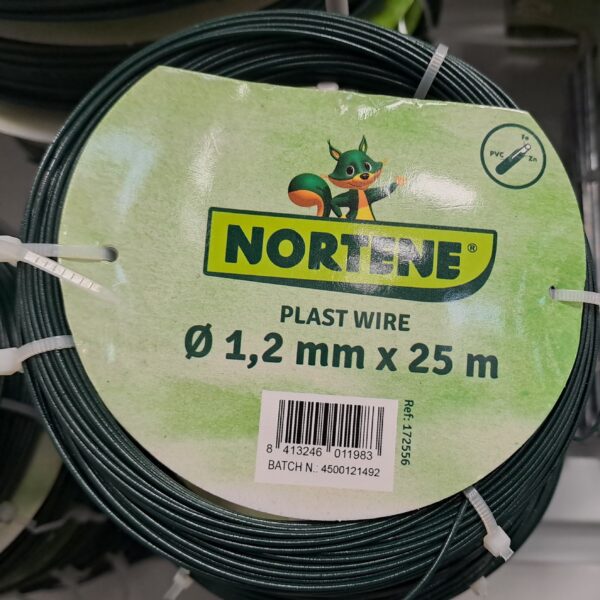 Fe
PVC
Zn
NORTENE®
PLAST WIRE
Ø 1,2 mm x 25 m
8 413246 011983
BATCH N.: 4500121492
Ref: 172556